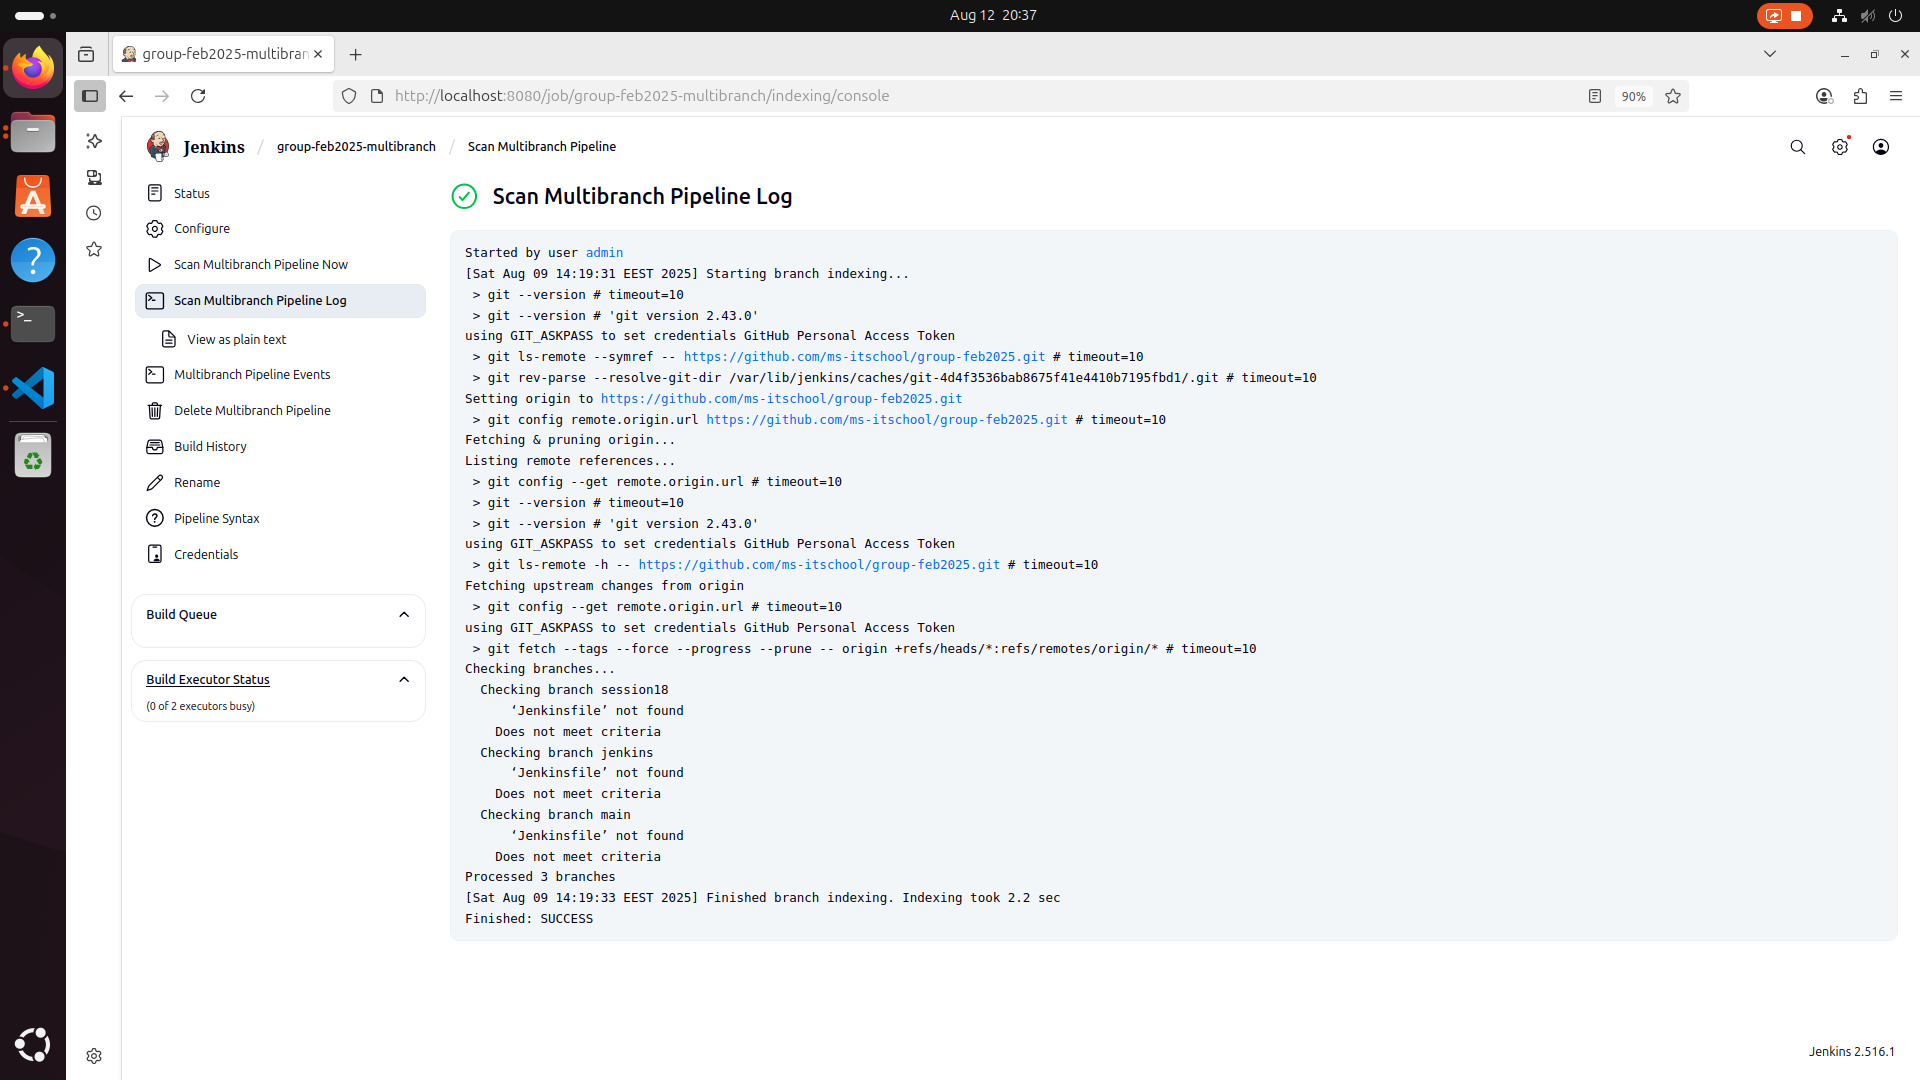 Aug 12 20:37
group-feb2025-multibran
http://localhost:8080/job/group-feb2025-multibranch/indexing/console
90%
Jenkins / group-feb2025-multibranch / Scan Multibranch Pipeline
Status
Configure
Scan Multibranch Pipeline Now
Scan Multibranch Pipeline Log
View as plain text
Multibranch Pipeline Events
Delete Multibranch Pipeline
Build History
Rename
Pipeline Syntax
Credentials
Build Queue
Build Executor Status
(0 of 2 executors busy)
Scan Multibranch Pipeline Log
Started by user admin
[Sat Aug 09 14:19:31 EEST 2025] Starting branch indexing...
 > git --version # timeout=10
 > git --version # 'git version 2.43.0'
using GIT_ASKPASS to set credentials GitHub Personal Access Token
 > git ls-remote --symref -- https://github.com/ms-itschool/group-feb2025.git # timeout=10
 > git rev-parse --resolve-git-dir /var/lib/jenkins/caches/git-4d4f3536bab8675f41e4410b7195fbd1/.git # timeout=10
Setting origin to https://github.com/ms-itschool/group-feb2025.git
 > git config remote.origin.url https://github.com/ms-itschool/group-feb2025.git # timeout=10
Fetching & pruning origin...
Listing remote references...
 > git config --get remote.origin.url # timeout=10
 > git --version # timeout=10
 > git --version # 'git version 2.43.0'
using GIT_ASKPASS to set credentials GitHub Personal Access Token
 > git ls-remote -h -- https://github.com/ms-itschool/group-feb2025.git # timeout=10
Fetching upstream changes from origin
 > git config --get remote.origin.url # timeout=10
using GIT_ASKPASS to set credentials GitHub Personal Access Token
 > git fetch --tags --force --progress --prune -- origin +refs/heads/*:refs/remotes/origin/* # timeout=10
Checking branches...
  Checking branch session18
      ‘Jenkinsfile’ not found
    Does not meet criteria
  Checking branch jenkins
      ‘Jenkinsfile’ not found
    Does not meet criteria
  Checking branch main
      ‘Jenkinsfile’ not found
    Does not meet criteria
Processed 3 branches
[Sat Aug 09 14:19:33 EEST 2025] Finished branch indexing. Indexing took 2.2 sec
Finished: SUCCESS
Jenkins 2.516.1